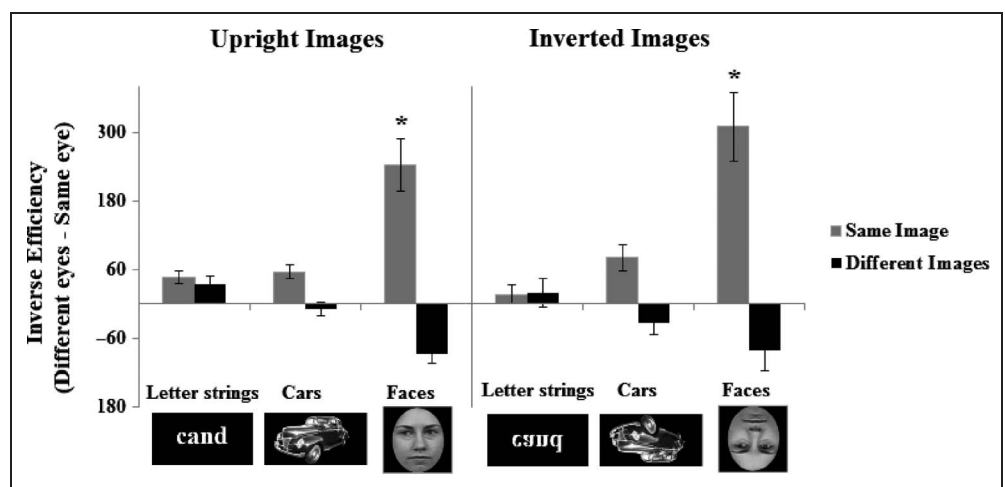 Upright Images
Inverted Images
Inverse Efficiency
(Different eyes - Same eye)
300
180
60
–60
180
*
*
Same Image
Different Images
Letter strings
Cars
Faces
Letter strings
Cars
Faces
cand
cand